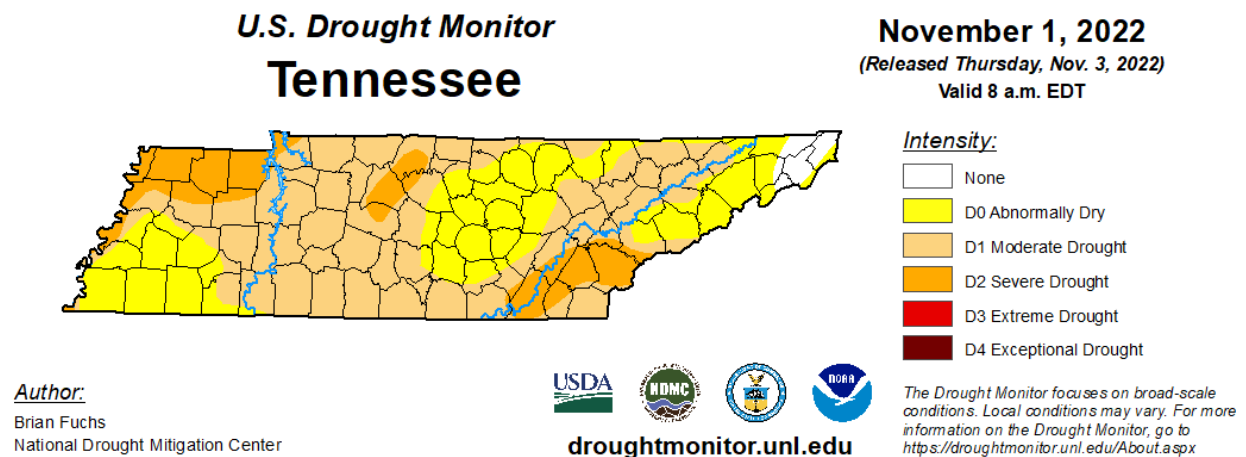 U.S. Drought Monitor
Tennessee
November 1, 2022
(Released Thursday, Nov. 3, 2022)
Valid 8 a.m. EDT
Intensity:
None
D0 Abnormally Dry
D1 Moderate Drought
D2 Severe Drought
D3 Extreme Drought
D4 Exceptional Drought
Author:
Brian Fuchs
National Drought Mitigation Center
USDA
NDMC
NOAA
droughtmonitor.unl.edu
The Drought Monitor focuses on broad-scale
conditions. Local conditions may vary. For more
information on the Drought Monitor, go to
https://droughtmonitor.unl.edu/About.aspx